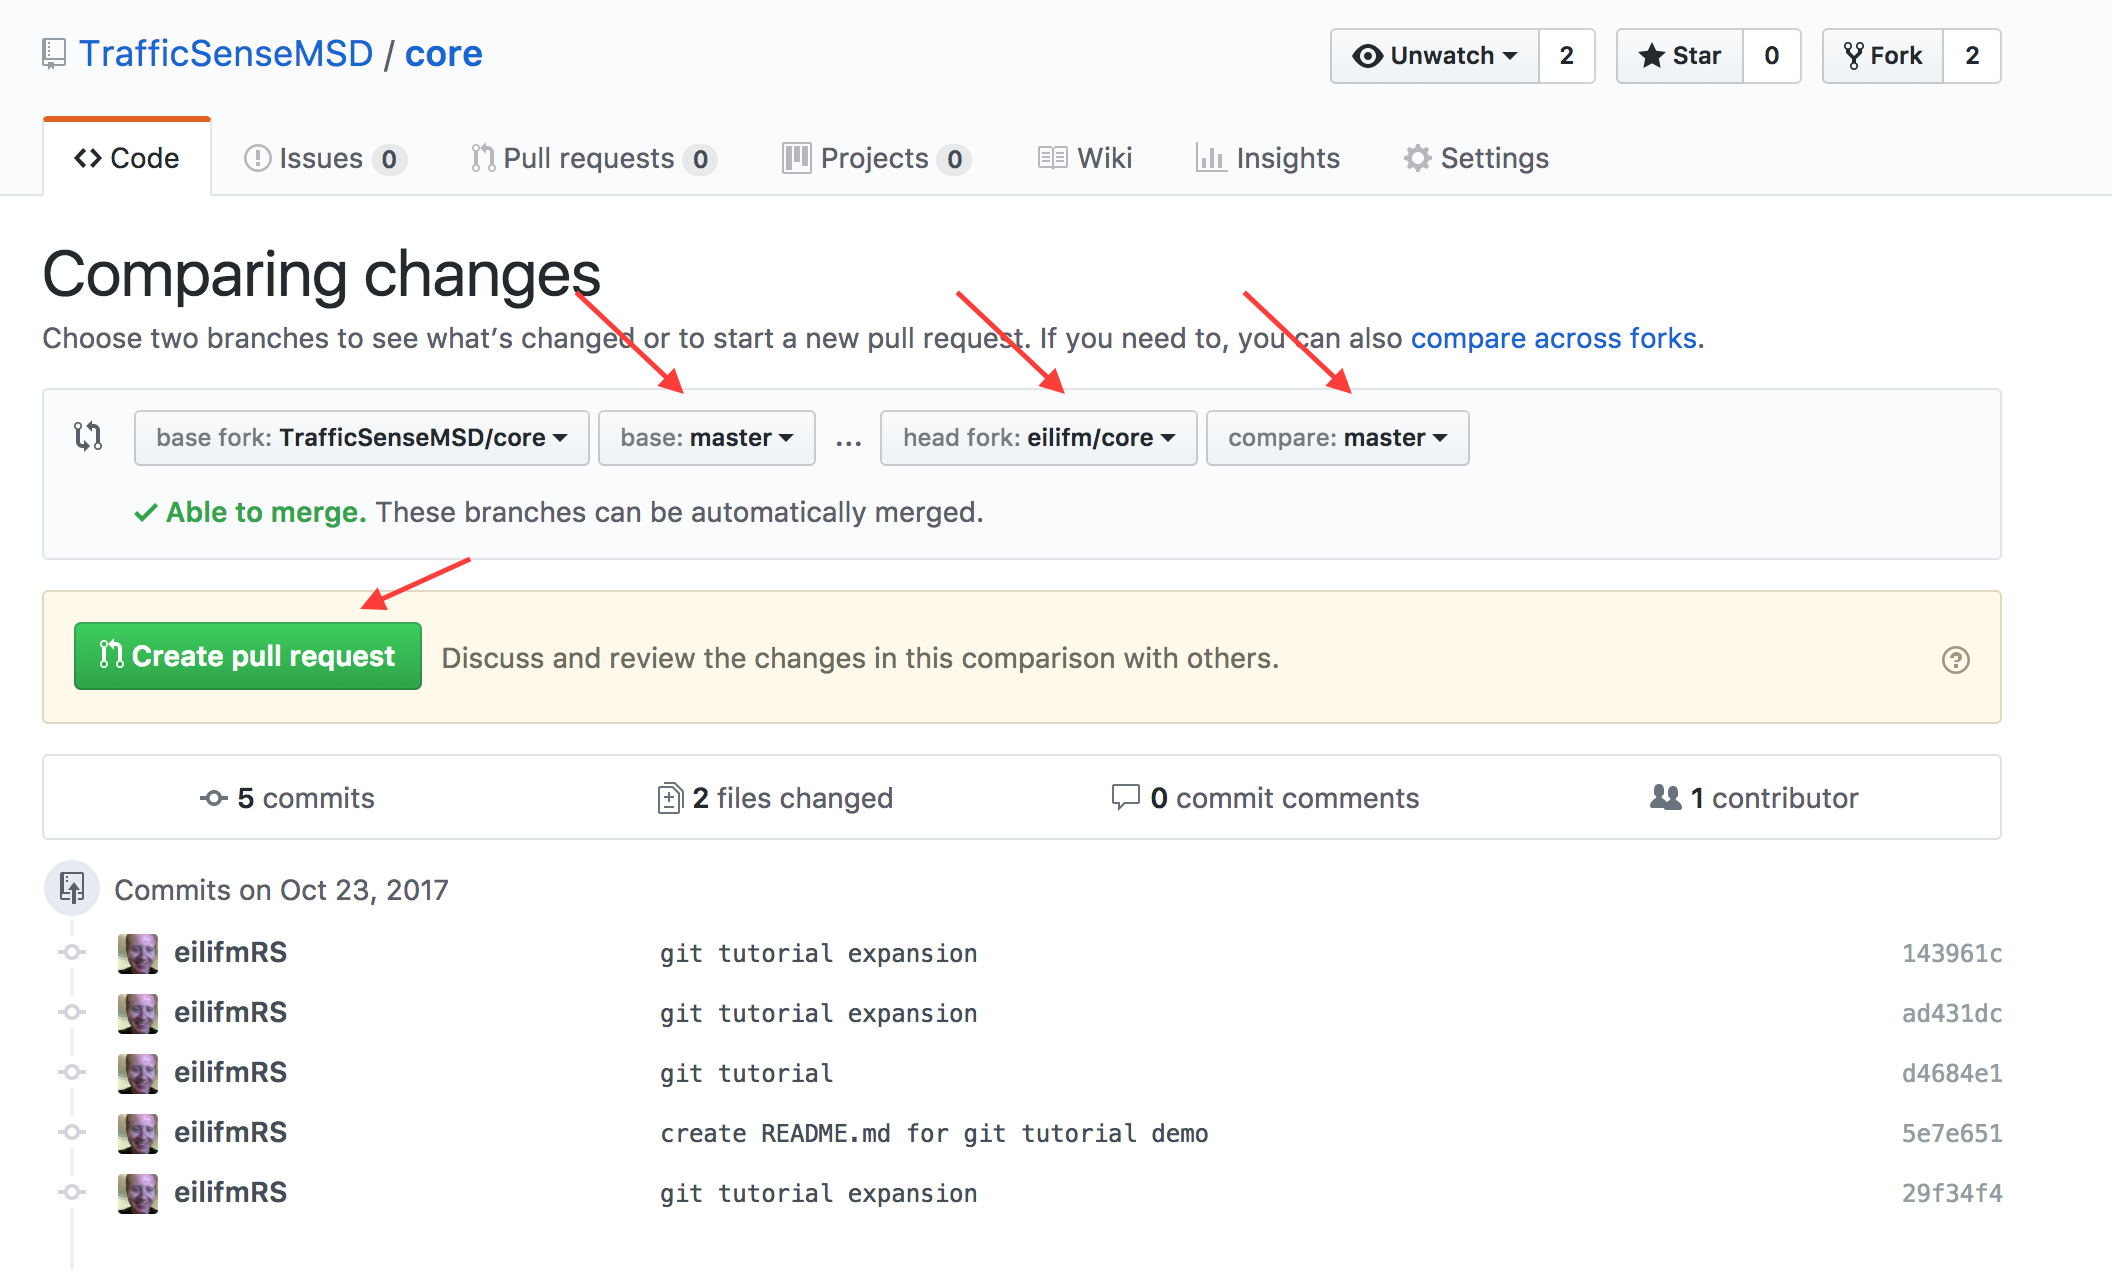 TrafficSenseMSD / core
Unwatch 2 Star 0 Fork 2
Code Issues 0 Pull requests 0 Projects 0 Wiki Insights Settings
Comparing changes
Choose two branches to see what’s changed or to start a new pull request. If you need to, you can also compare across forks.
base fork: TrafficSenseMSD/core base: master ... head fork: eilifm/core compare: master
Able to merge. These branches can be automatically merged.
Create pull request Discuss and review the changes in this comparison with others.
5 commits 2 files changed 0 commit comments 1 contributor
Commits on Oct 23, 2017
eilifmRS git tutorial expansion 143961c
eilifmRS git tutorial expansion ad431dc
eilifmRS git tutorial d4684e1
eilifmRS create README.md for git tutorial demo 5e7e651
eilifmRS git tutorial expansion 29f34f4